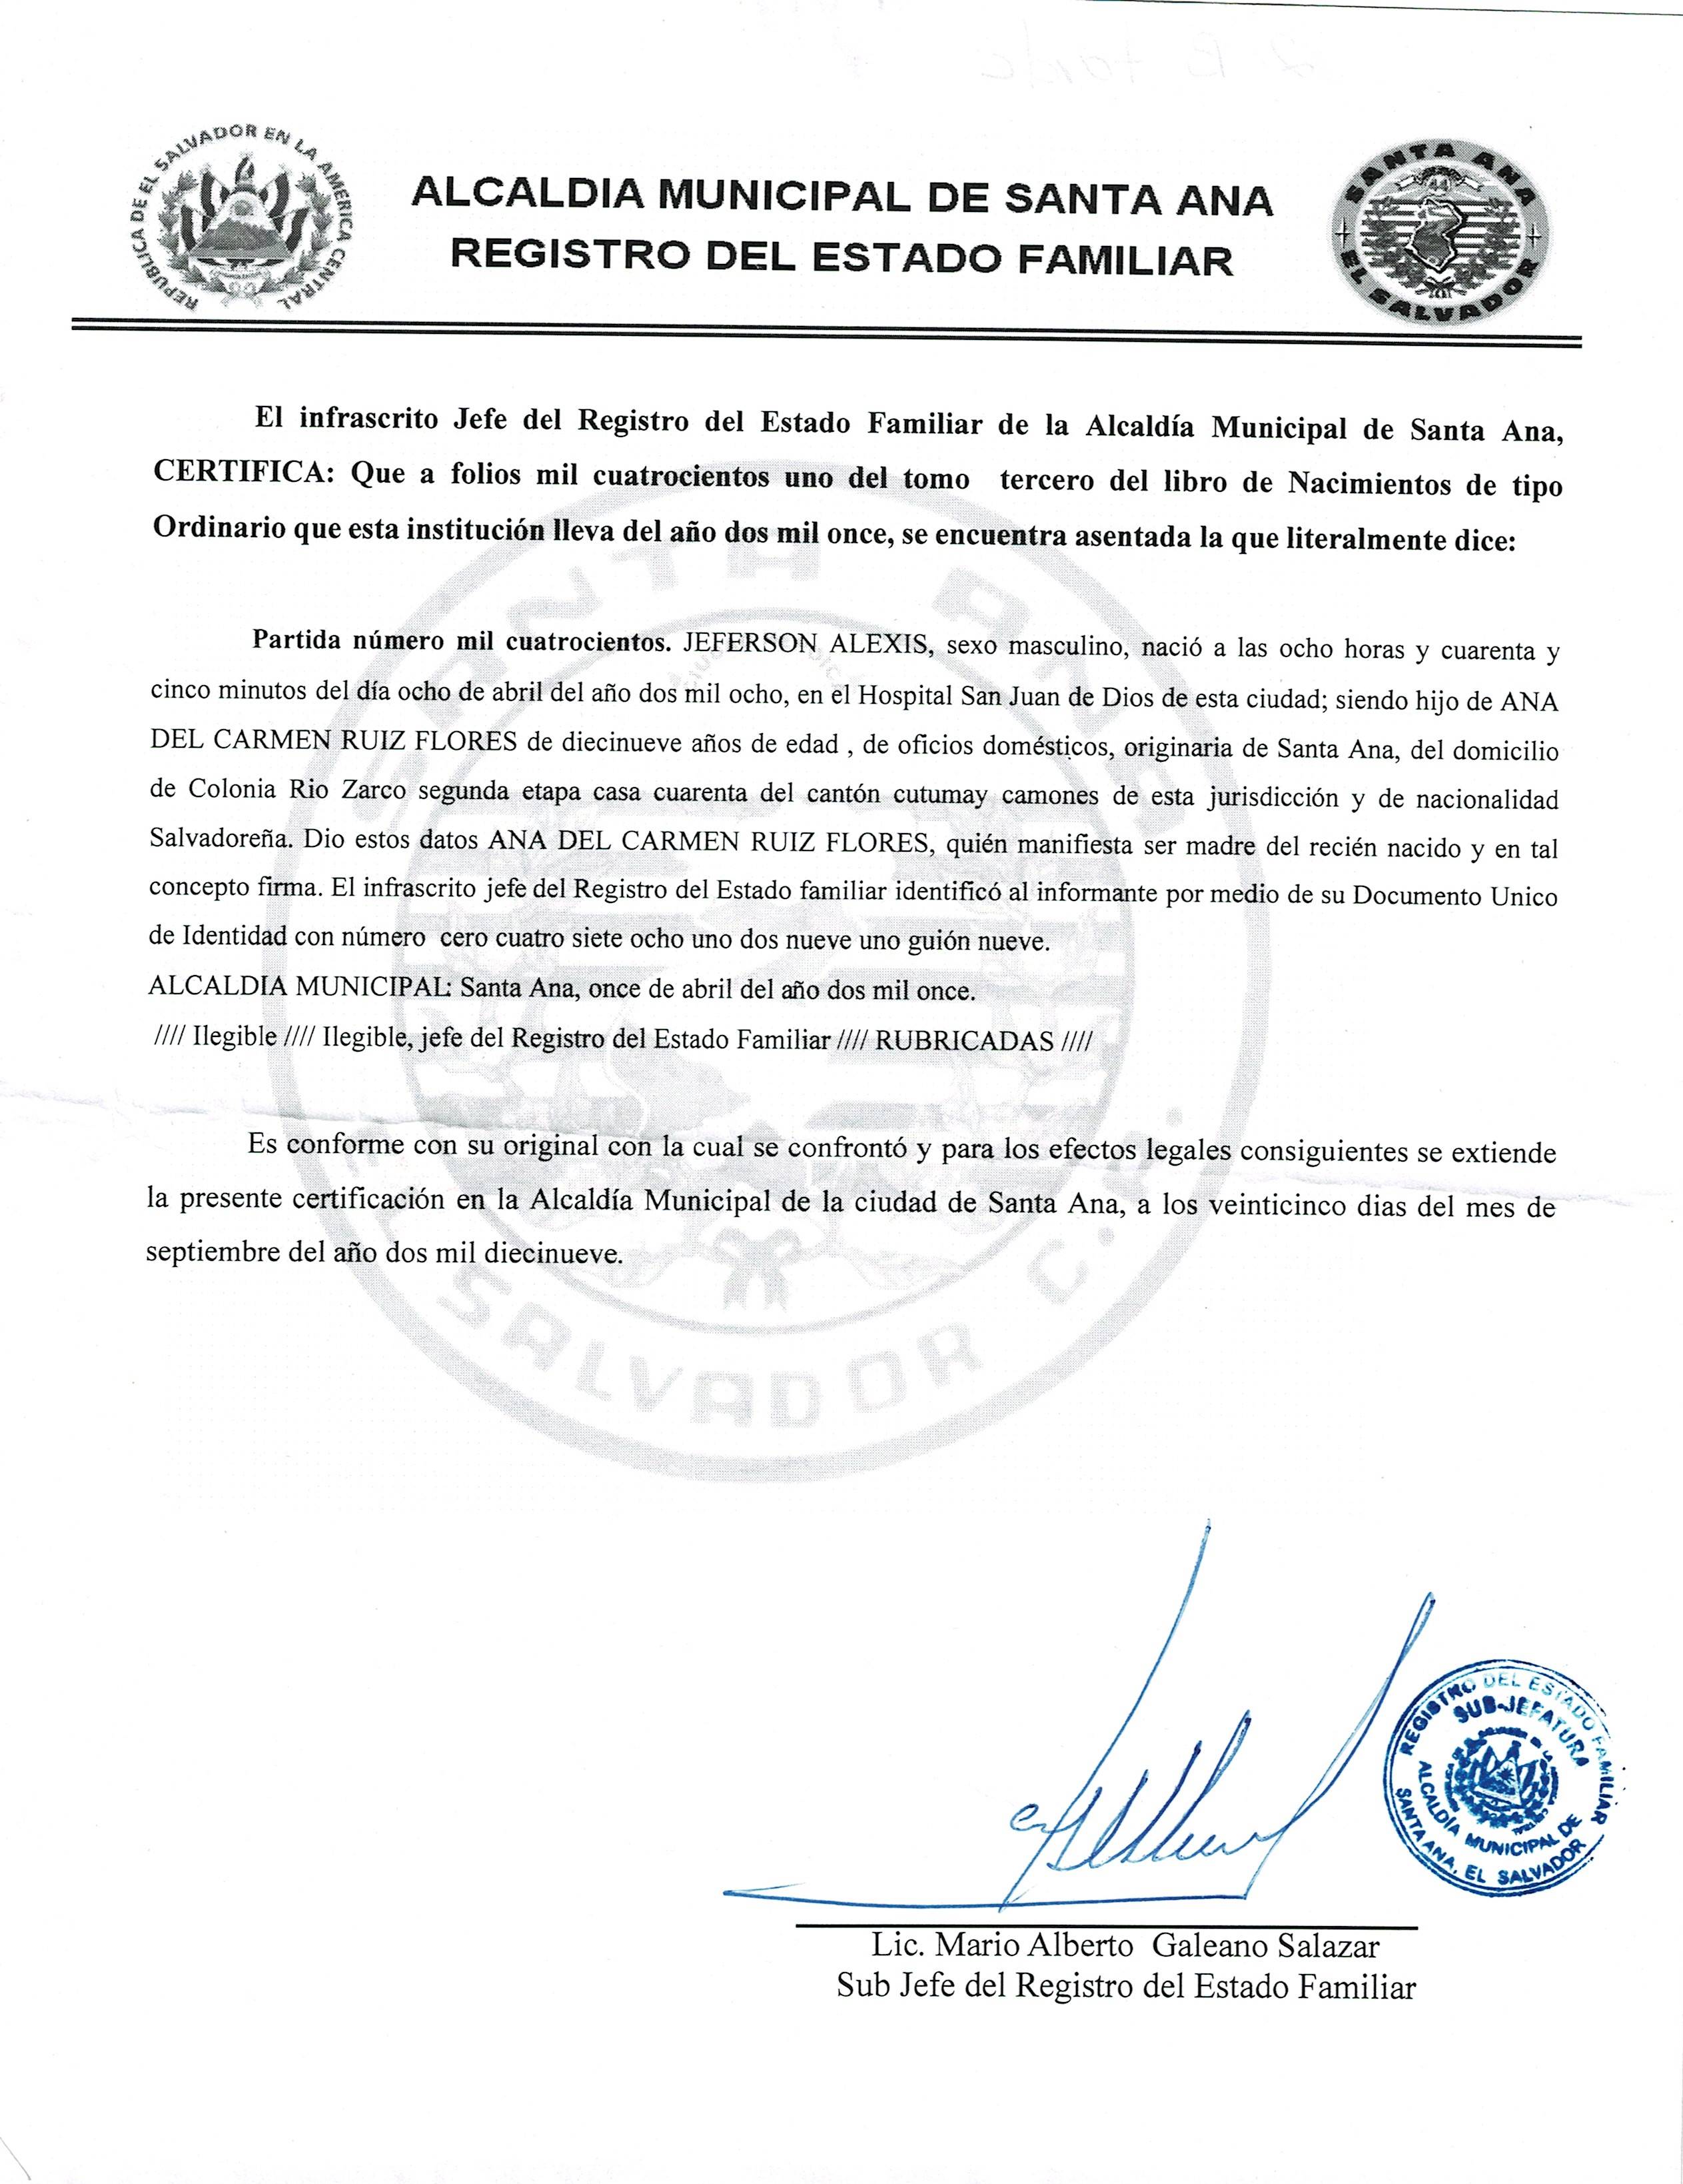 REPUBLICA DE EL SALVADOR EN LA AMERICA CENTRAL
ALCALDIA MUNICIPAL DE SANTA ANA
REGISTRO DEL ESTADO FAMILIAR
SANTA ANA
EL SALVADOR
El infrascrito Jefe del Registro del Estado Familiar de la Alcaldía Municipal de Santa Ana,
CERTIFICA: Que a folios mil cuatrocientos uno del tomo tercero del libro de Nacimientos de tipo
Ordinario que esta institución lleva del año dos mil once, se encuentra asentada la que literalmente dice:
Partida número mil cuatrocientos. JEFERSON ALEXIS, sexo masculino, nació a las ocho horas y cuarenta y
cinco minutos del día ocho de abril del año dos mil ocho, en el Hospital San Juan de Dios de esta ciudad; siendo hijo de ANA
DEL CARMEN RUIZ FLORES de diecinueve años de edad , de oficios domésticos, originaria de Santa Ana, del domicilio
de Colonia Rio Zarco segunda etapa casa cuarenta del cantón cutumay camones de esta jurisdicción y de nacionalidad
Salvadoreña. Dio estos datos ANA DEL CARMEN RUIZ FLORES, quién manifiesta ser madre del recién nacido y en tal
concepto firma. El infrascrito jefe del Registro del Estado familiar identificó al informante por medio de su Documento Unico
de Identidad con número cero cuatro siete ocho uno dos nueve uno guión nueve.
ALCALDIA MUNICIPAL: Santa Ana, once de abril del año dos mil once.
//// Ilegible //// Ilegible, jefe del Registro del Estado Familiar //// RUBRICADAS ////
Es conforme con su original con la cual se confrontó y para los efectos legales consiguientes se extiende
la presente certificación en la Alcaldía Municipal de la ciudad de Santa Ana, a los veinticinco dias del mes de
septiembre del año dos mil diecinueve.
SANTA ANA
SALVADOR C.
REGISTRO DEL ESTADO FAMILIAR
SUB-JEFATURA
ALCALDÍA MUNICIPAL DE
SANTA ANA, EL SALVADOR
Lic. Mario Alberto Galeano Salazar
Sub Jefe del Registro del Estado Familiar